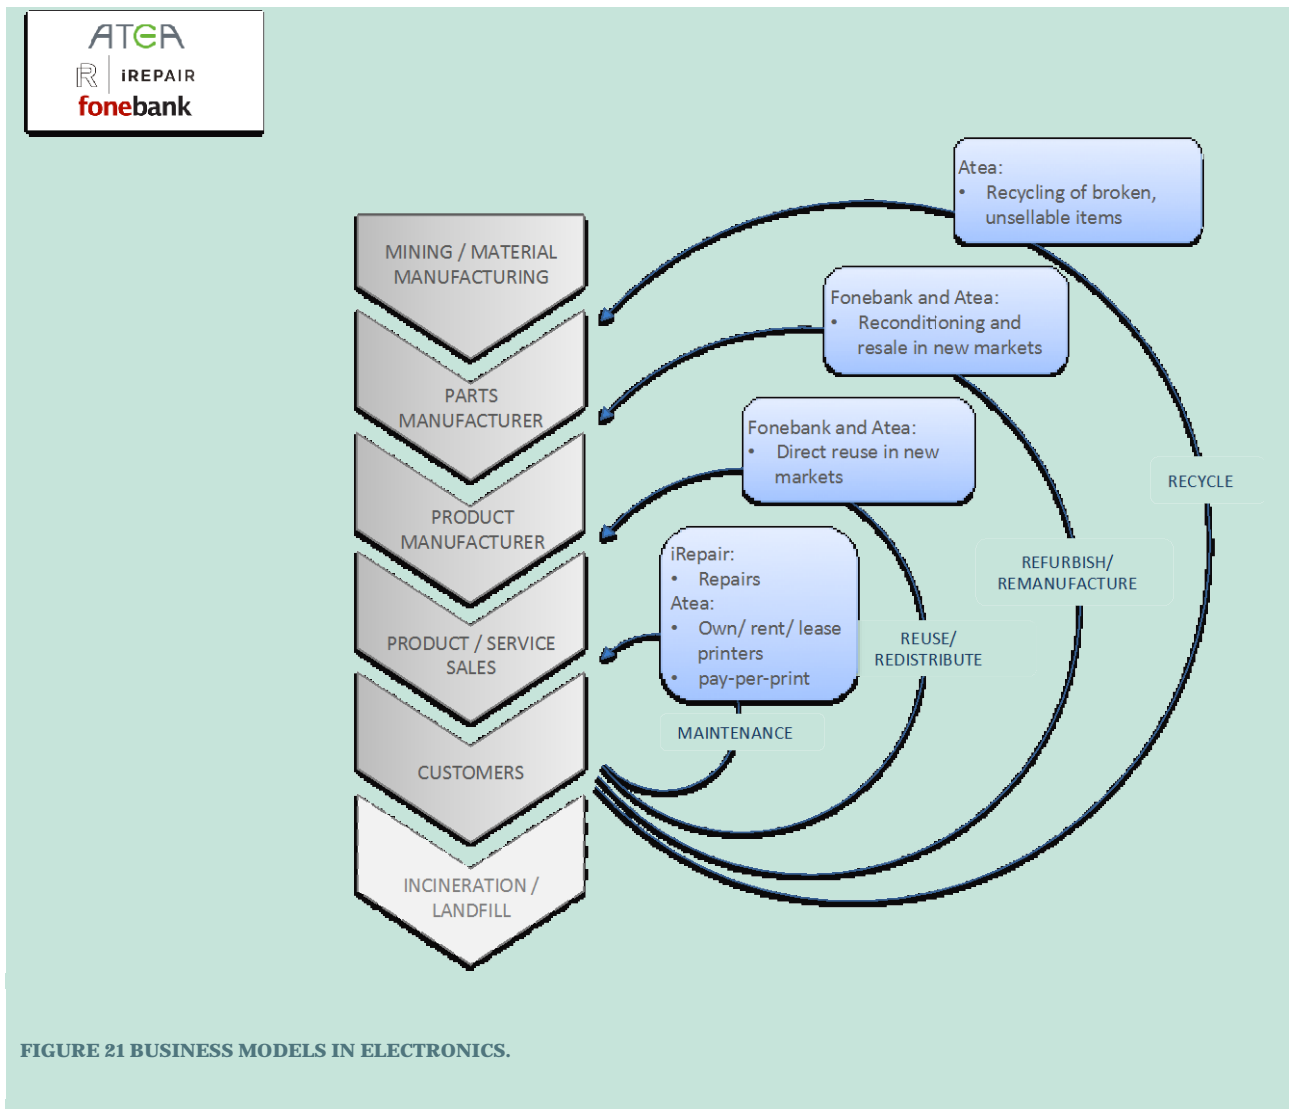 ATEA
R | iREPAIR
fonebank
Atea:
• Recycling of broken,
unsellable items
MINING / MATERIAL
MANUFACTURING
Fonebank and Atea:
• Reconditioning and
resale in new markets
PARTS
MANUFACTURER
Fonebank and Atea:
• Direct reuse in new
markets
RECYCLE
PRODUCT
MANUFACTURER
iRepair:
• Repairs
Atea:
• Own/ rent/ lease
printers
• pay-per-print
REFURBISH/
REMANUFACTURE
REUSE/
REDISTRIBUTE
PRODUCT / SERVICE
SALES
MAINTENANCE
CUSTOMERS
INCINERATION /
LANDFILL
FIGURE 21 BUSINESS MODELS IN ELECTRONICS.